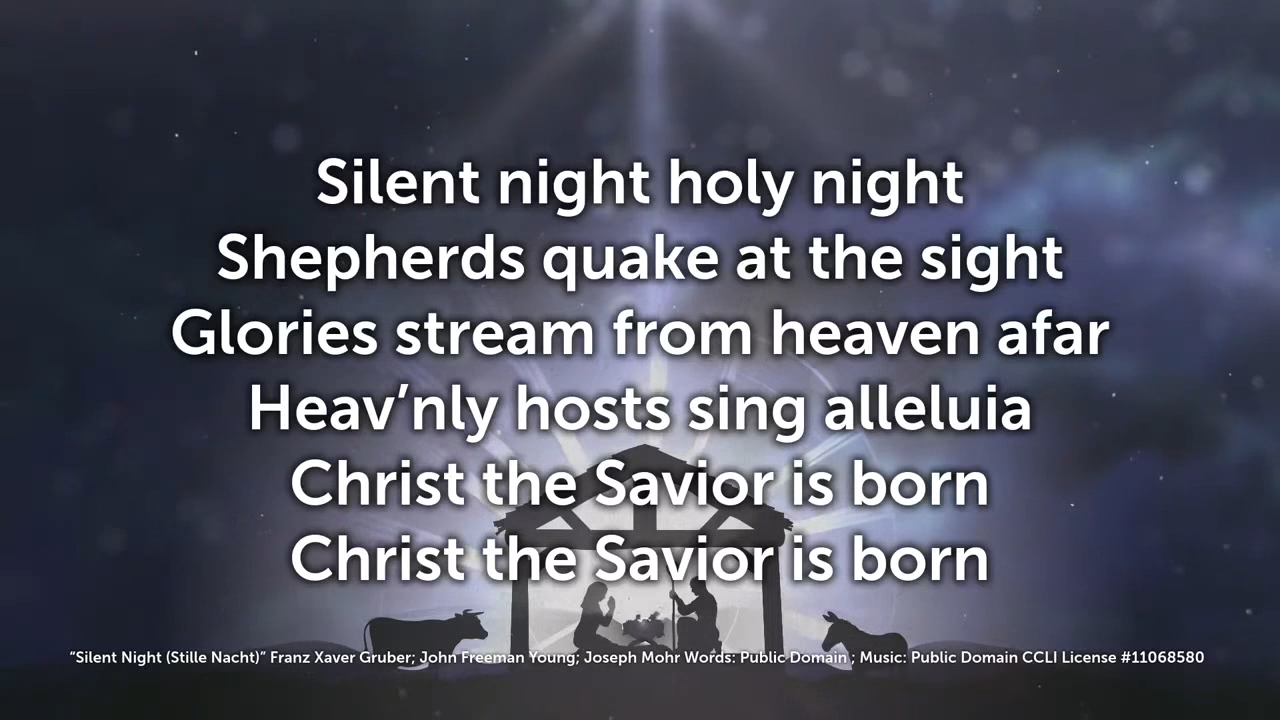 Silent night holy night
Shepherds quake at the sight
Glories stream from heaven afar
Heav’nly hosts sing alleluia
Christ the Savior is born
Christ the Savior is born
“Silent Night (Stille Nacht)” Franz Xaver Gruber; John Freeman Young; Joseph Mohr Words: Public Domain ; Music: Public Domain CCLI License #11068580